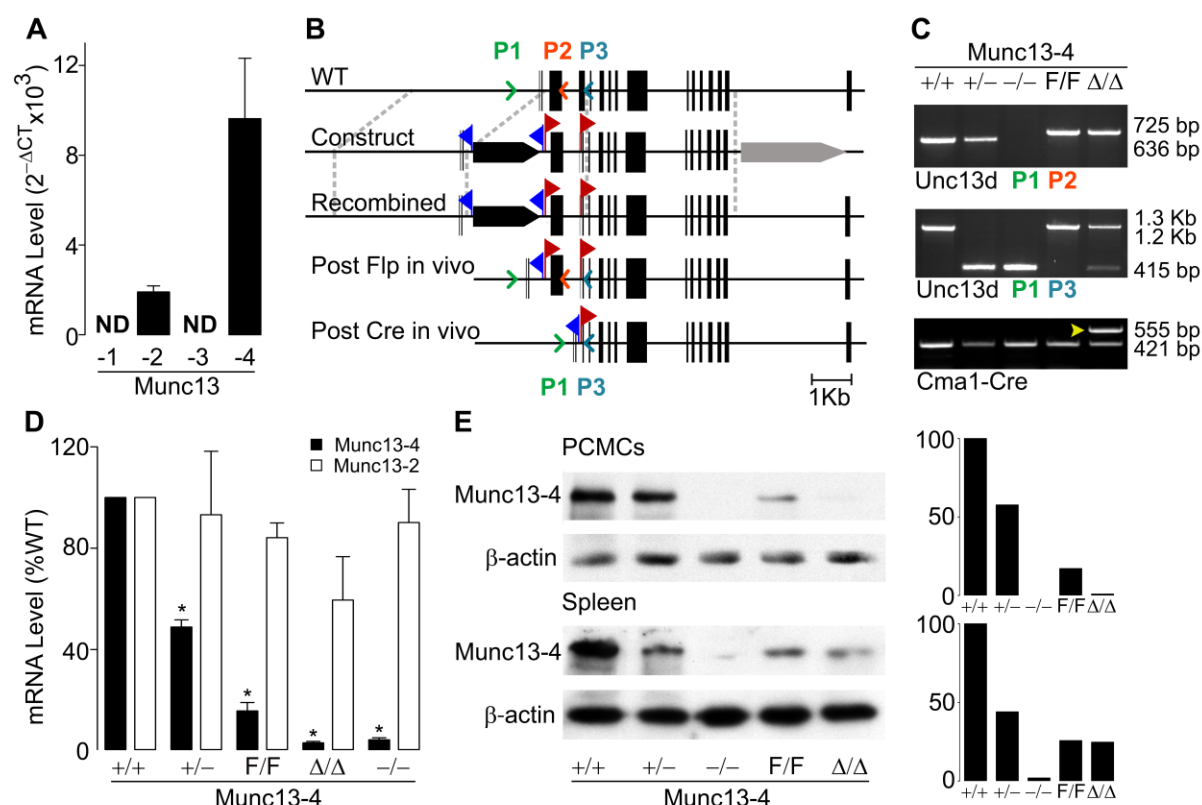 A
mRNA Level (2−ΔCTx10³)
12
8
4
0
ND
ND
-1 -2 -3 -4
Munc13
B
P1 P2 P3
WT
Construct
Recombined
Post Flp in vivo
Post Cre in vivo
P1 P3
1Kb
C
Munc13-4
+/+ +/− −/− F/F Δ/Δ
725 bp
636 bp
Unc13d P1 P2
1.3 Kb
1.2 Kb
415 bp
Unc13d P1 P3
555 bp
421 bp
Cma1-Cre
D
mRNA Level (%WT)
120
80
40
0
Munc13-4
Munc13-2
* * * *
+/+ +/− F/F Δ/Δ −/−
Munc13-4
E
PCMCs
Munc13-4
β-actin
Spleen
Munc13-4
β-actin
+/+ +/− −/− F/F Δ/Δ
Munc13-4
100
50
0
+/+ +/− −/− F/F Δ/Δ
100
50
0
+/+ +/− −/− F/F Δ/Δ